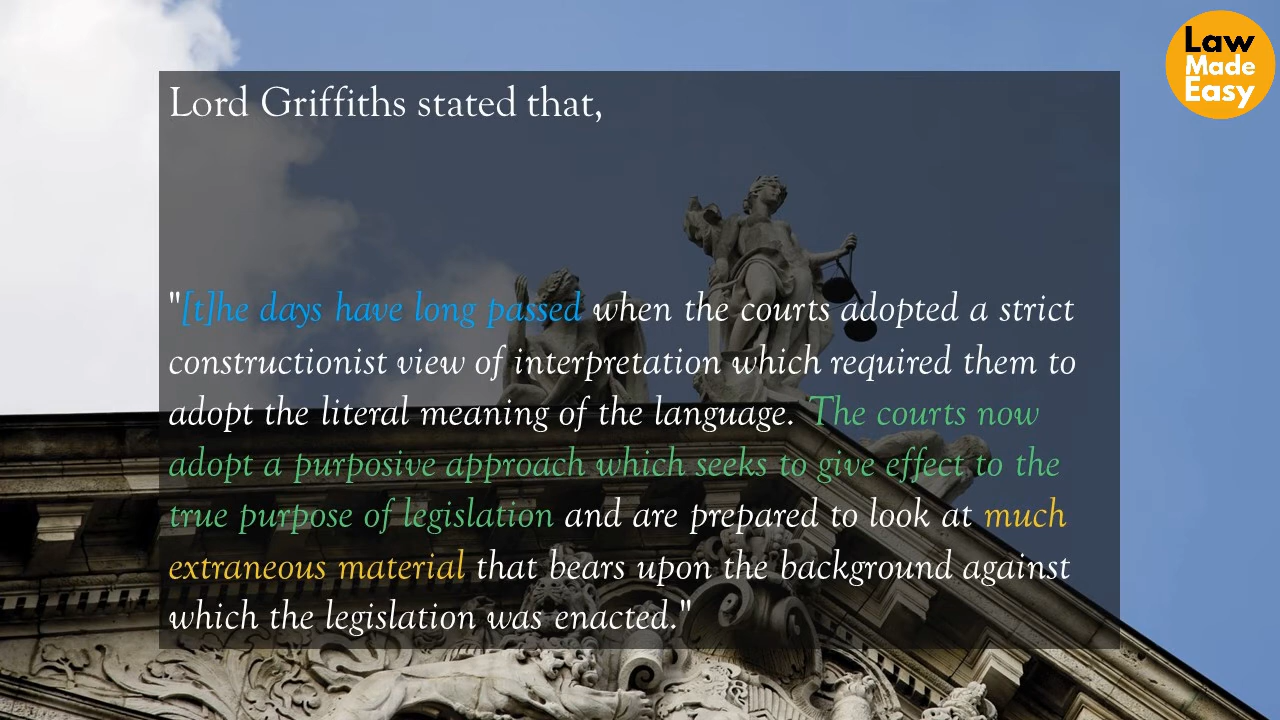 Law
Made
Easy
Lord Griffiths stated that,
"[t]he days have long passed when the courts adopted a strict
constructionist view of interpretation which required them to
adopt the literal meaning of the language. The courts now
adopt a purposive approach which seeks to give effect to the
true purpose of legislation and are prepared to look at much
extraneous material that bears upon the background against
which the legislation was enacted."